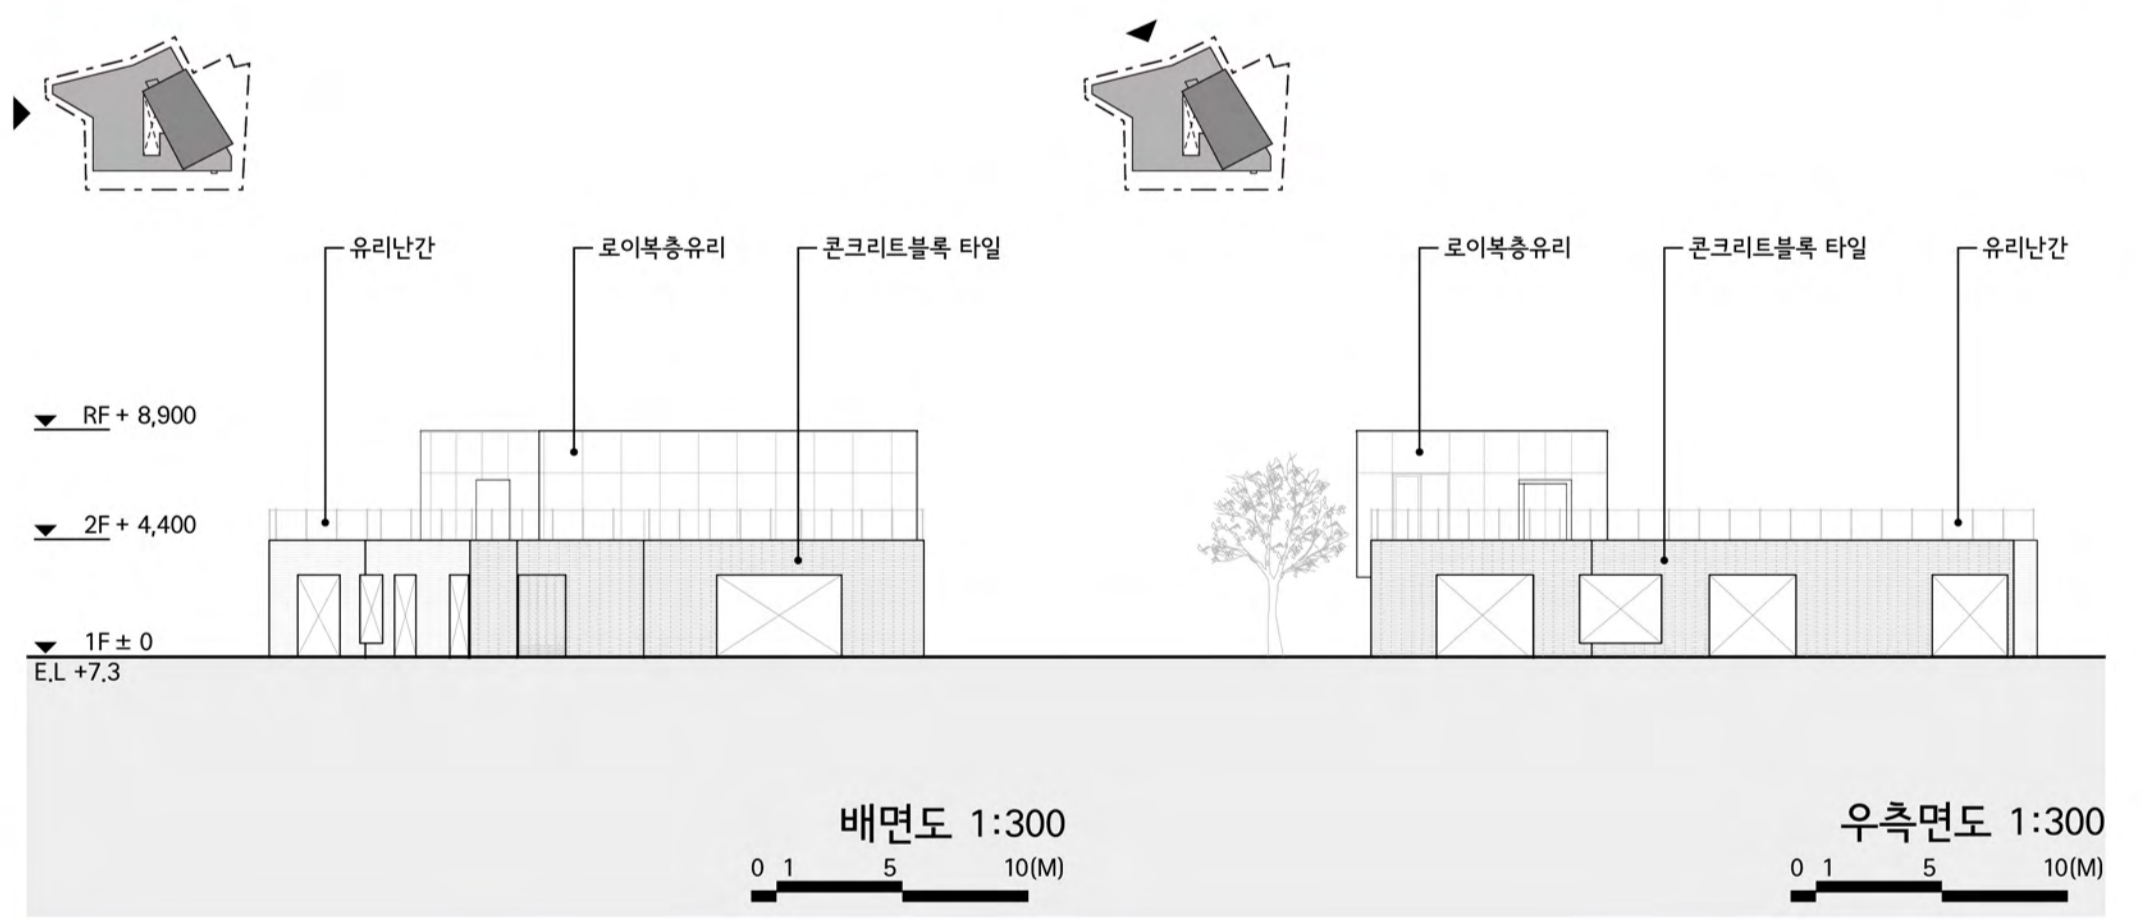 유리난간
로이복층유리
콘크리트블록 타일
로이복층유리
콘크리트블록 타일
유리난간
RF + 8,900
2F + 4,400
1F ± 0
E.L +7.3
배면도 1:300
0 1 5 10(M)
우측면도 1:300
0 1 5 10(M)